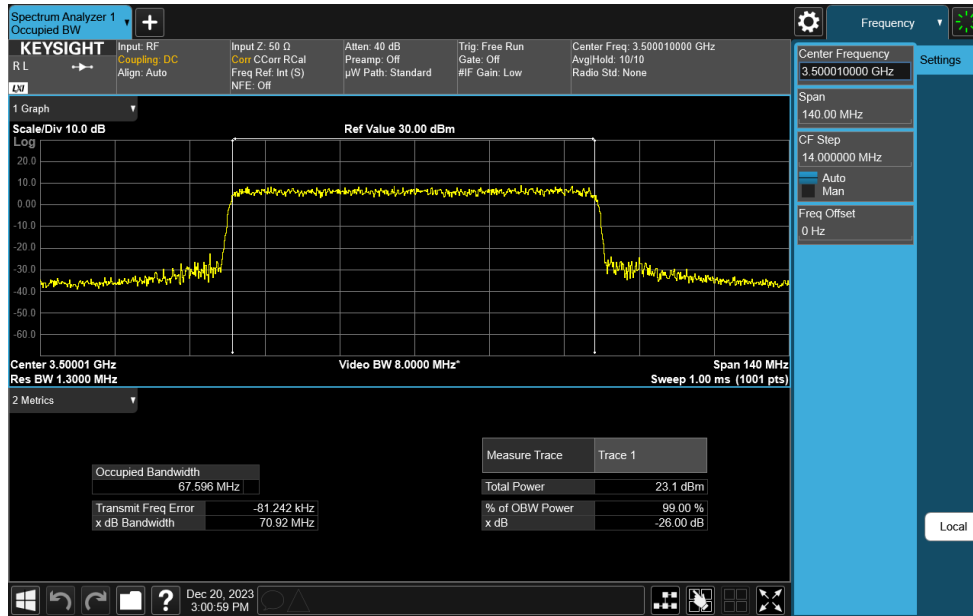 Spectrum Analyzer 1
Occupied BW
Frequency
KEYSIGHT
R L
LXI
Input: RF
Coupling: DC
Align: Auto
Input Z: 50 Ω
Corr CCorr RCal
Freq Ref: Int (S)
NFE: Off
Atten: 40 dB
Preamp: Off
µW Path: Standard
Trig: Free Run
Gate: Off
#IF Gain: Low
Center Freq: 3.500010000 GHz
Avg|Hold: 10/10
Radio Std: None
Center Frequency
3.500010000 GHz
Settings
Span
140.00 MHz
CF Step
14.000000 MHz
Auto
Man
Freq Offset
0 Hz
Local
1 Graph
Scale/Div 10.0 dB
Ref Value 30.00 dBm
Log
20.0
10.0
0.00
-10.0
-20.0
-30.0
-40.0
-50.0
-60.0
Center 3.50001 GHz
Video BW 8.0000 MHz*
Span 140 MHz
Res BW 1.3000 MHz
Sweep 1.00 ms (1001 pts)
2 Metrics
Measure Trace
Trace 1
Occupied Bandwidth
67.596 MHz
Total Power
23.1 dBm
Transmit Freq Error
-81.242 kHz
% of OBW Power
99.00 %
x dB Bandwidth
70.92 MHz
x dB
-26.00 dB
Dec 20, 2023
3:00:59 PM